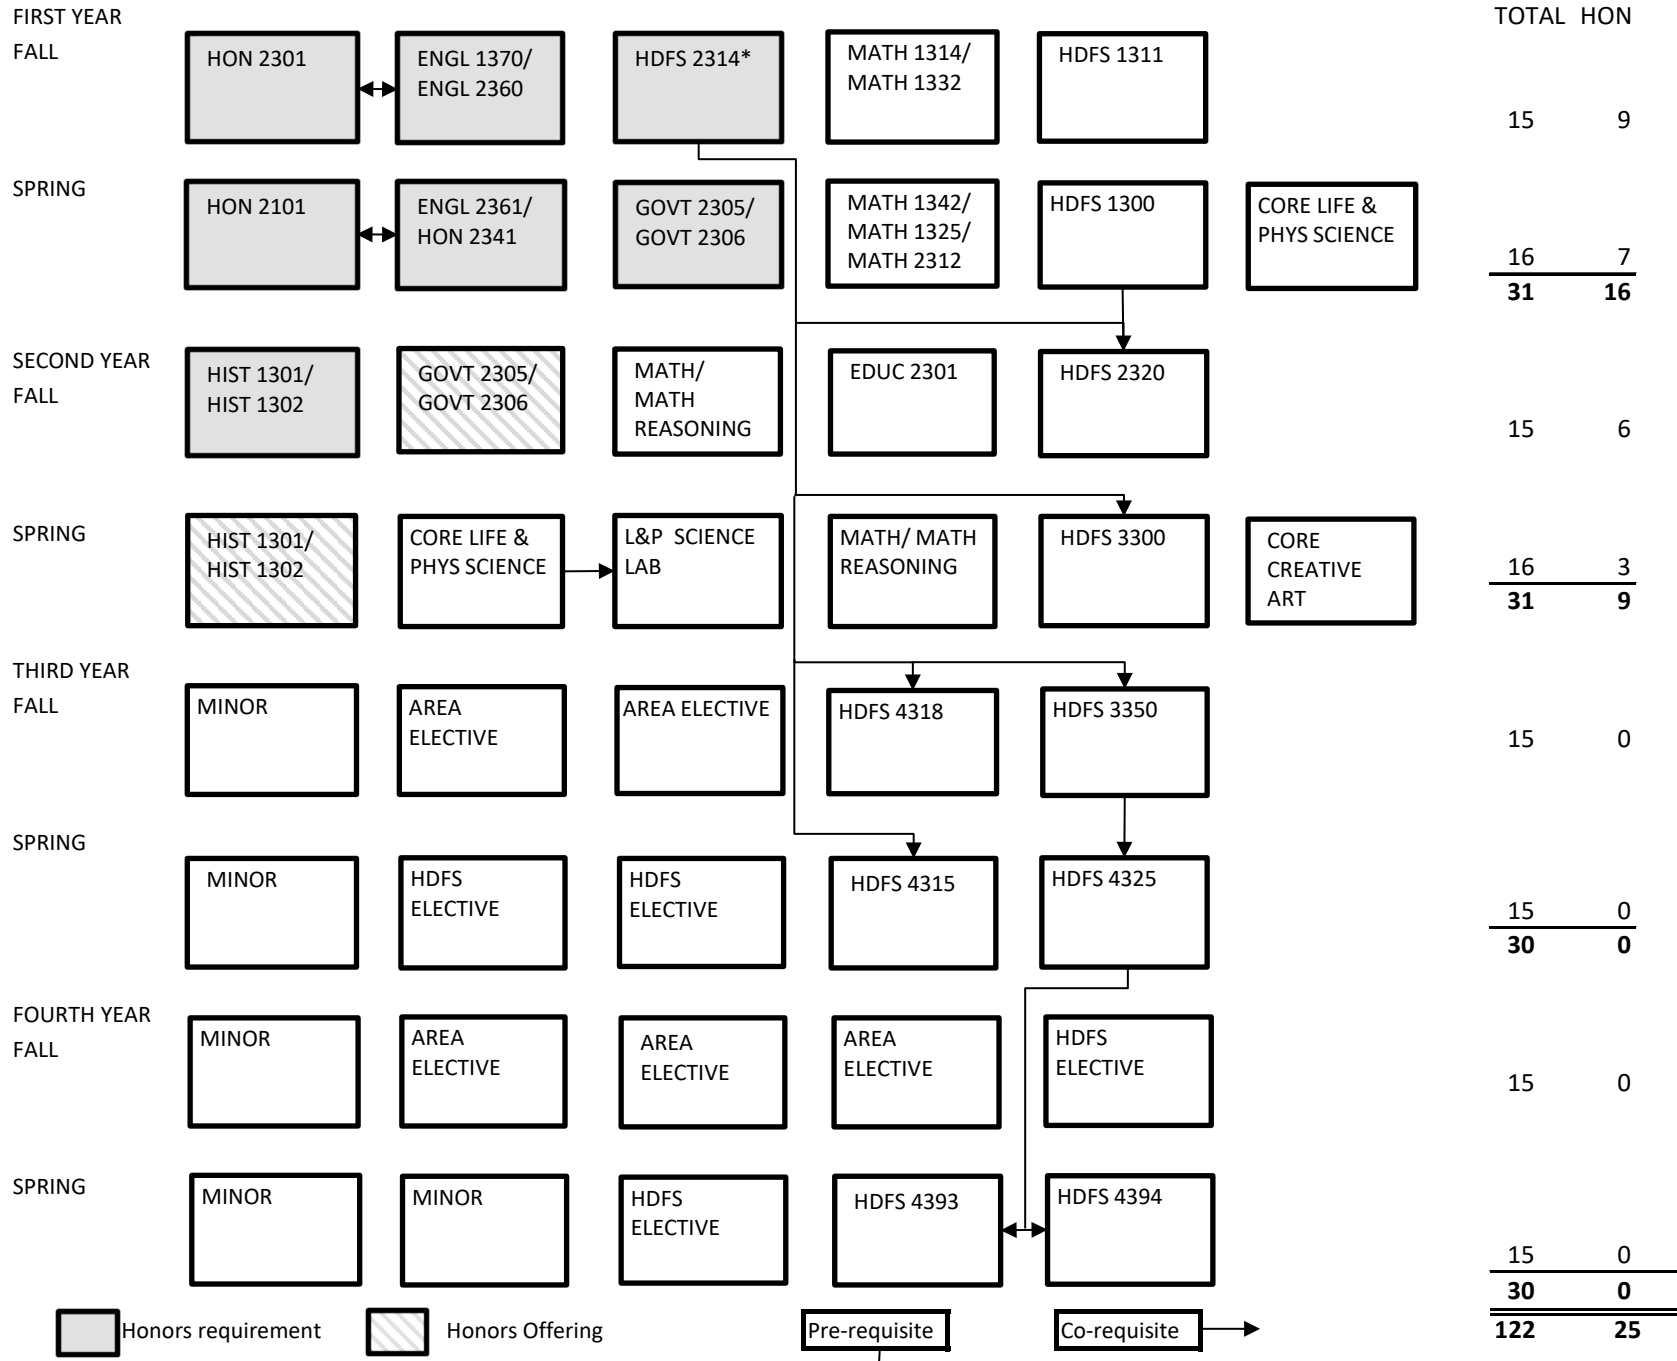 TOTAL HON
FIRST YEAR
FALL
HON 2301
ENGL 1370/
ENGL 2360
HDFS 2314*
MATH 1314/
MATH 1332
HDFS 1311
15 9
SPRING
HON 2101
ENGL 2361/
HON 2341
GOVT 2305/
GOVT 2306
MATH 1342/
MATH 1325/
MATH 2312
HDFS 1300
CORE LIFE &
PHYS SCIENCE
16 7
31 16
SECOND YEAR
FALL
HIST 1301/
HIST 1302
GOVT 2305/
GOVT 2306
MATH/
MATH
REASONING
EDUC 2301
HDFS 2320
15 6
SPRING
HIST 1301/
HIST 1302
CORE LIFE &
PHYS SCIENCE
L&P SCIENCE
LAB
MATH/ MATH
REASONING
HDFS 3300
CORE
CREATIVE
ART
16 3
31 9
THIRD YEAR
FALL
MINOR
AREA
ELECTIVE
AREA ELECTIVE
HDFS 4318
HDFS 3350
15 0
SPRING
MINOR
HDFS
ELECTIVE
HDFS
ELECTIVE
HDFS 4315
HDFS 4325
15 0
30 0
FOURTH YEAR
FALL
MINOR
AREA
ELECTIVE
AREA
ELECTIVE
AREA
ELECTIVE
HDFS
ELECTIVE
15 0
SPRING
MINOR
MINOR
HDFS
ELECTIVE
HDFS 4393
HDFS 4394
15 0
30 0
122 25
Honors requirement
Honors Offering
Pre-requisite
Co-requisite